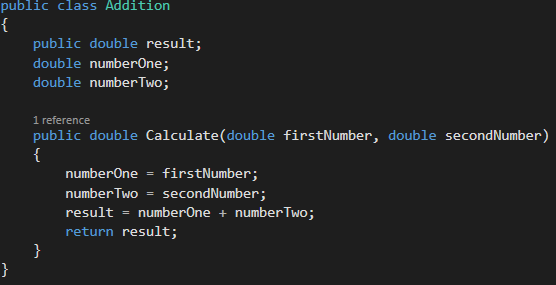 public class Addition
{
    public double result;
    double numberOne;
    double numberTwo;
    1 reference
    public double Calculate(double firstNumber, double secondNumber)
    {
        numberOne = firstNumber;
        numberTwo = secondNumber;
        result = numberOne + numberTwo;
        return result;
    }
}